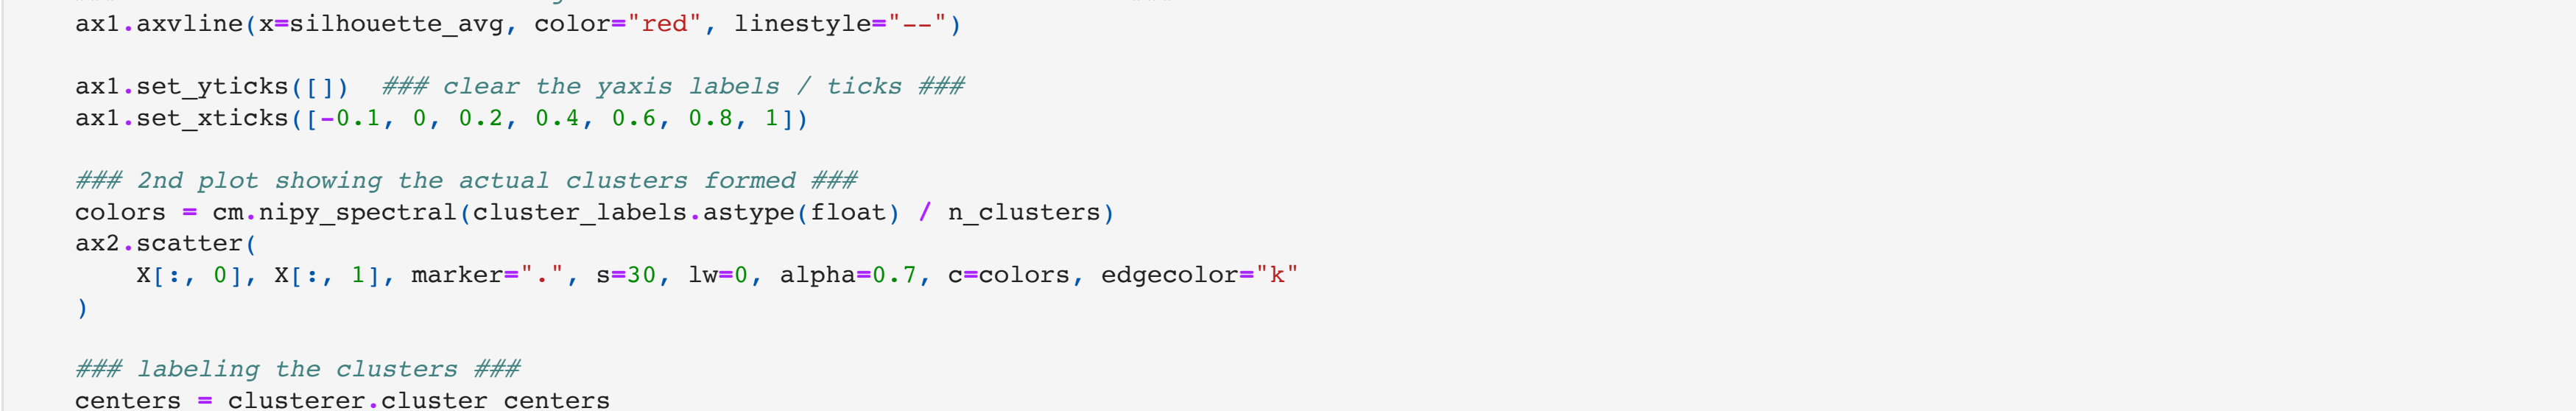 ax1.axvline(x=silhouette_avg, color="red", linestyle="--")
ax1.set_yticks([])  ### clear the yaxis labels / ticks ###
ax1.set_xticks([-0.1, 0, 0.2, 0.4, 0.6, 0.8, 1])
### 2nd plot showing the actual clusters formed ###
colors = cm.nipy_spectral(cluster_labels.astype(float) / n_clusters)
ax2.scatter(
    X[:, 0], X[:, 1], marker=".", s=30, lw=0, alpha=0.7, c=colors, edgecolor="k"
)
### labeling the clusters ###
centers = clusterer.cluster_centers